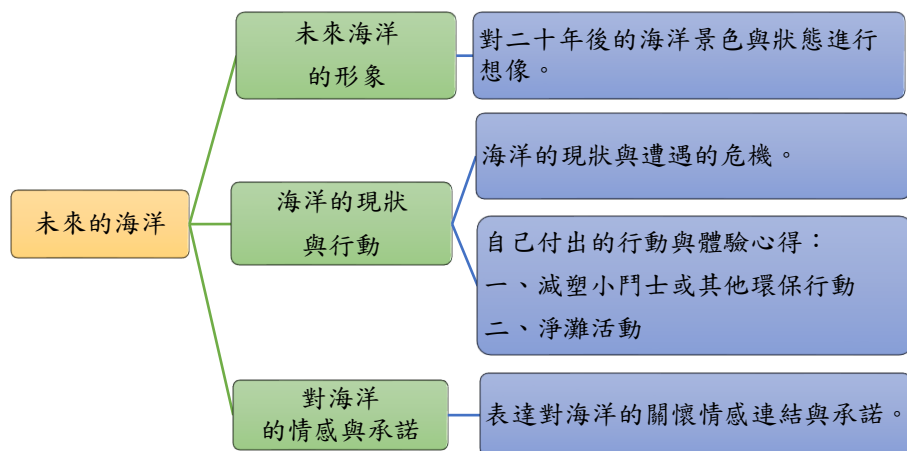 未來的海洋
未來海洋
的形象
對二十年後的海洋景色與狀態進行
想像。
海洋的現狀
與行動
海洋的現狀與遭遇的危機。
自己付出的行動與體驗心得：
一、減塑小鬥士或其他環保行動
二、淨灘活動
對海洋
的情感與承諾
表達對海洋的關懷情感連結與承諾。